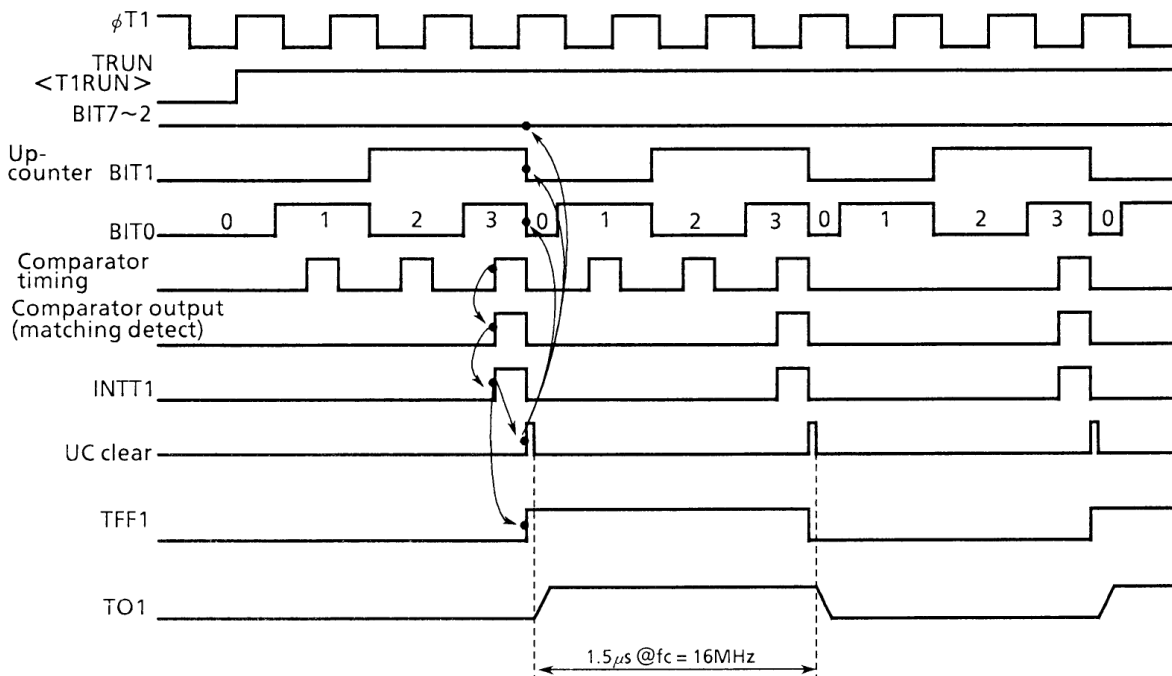 φT1
TRUN
<T1RUN>
BIT7~2
Up-
counter BIT1
BIT0 0 1 2 3 0 1 2 3 0 1 2 3 0
Comparator
timing
Comparator output
(matching detect)
INTT1
UC clear
TFF1
TO1
1.5μs @fc = 16MHz